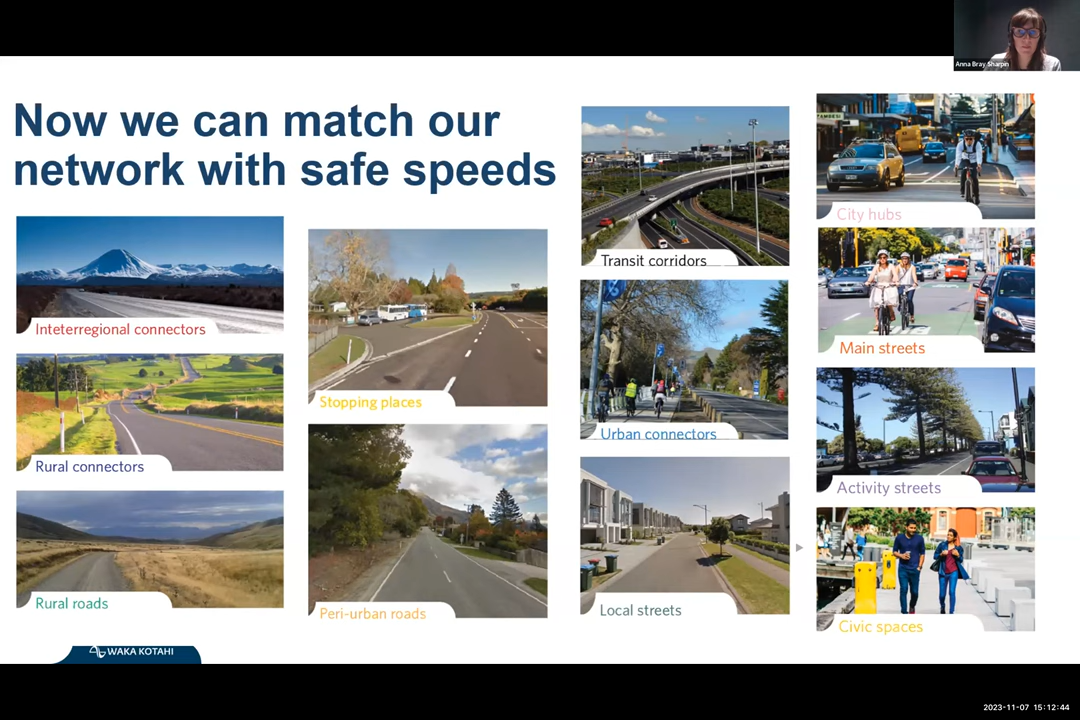 Anna Bray Sharpin
Now we can match our
network with safe speeds
Inteterregional connectors
Rural connectors
Rural roads
Stopping places
Peri-urban roads
Transit corridors
Urban connectors
Local streets
City hubs
Main streets
Activity streets
Civic spaces
WAKA KOTAHI
2023-11-07 15:12:44